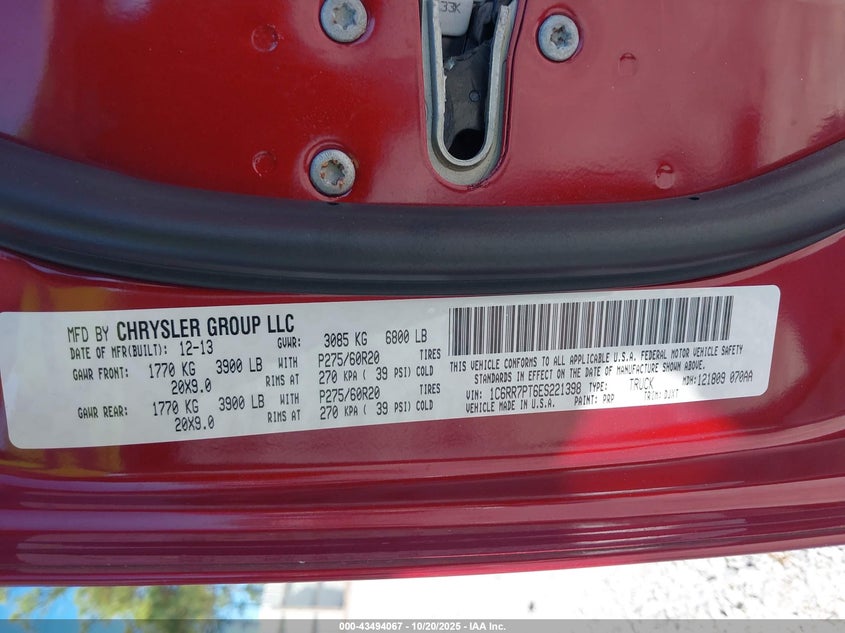 33K
MFD BY CHRYSLER GROUP LLC
DATE OF MFR(BUILT): 12-13 GVWR: 3085 KG 6800 LB
GAWR FRONT: 1770 KG 3900 LB WITH P275/60R20 TIRES
20X9.0 RIMS AT 270 KPA ( 39 PSI) COLD
GAWR REAR: 1770 KG 3900 LB WITH P275/60R20 TIRES
20X9.0 RIMS AT 270 KPA ( 39 PSI) COLD
THIS VEHICLE CONFORMS TO ALL APPLICABLE U.S.A. FEDERAL MOTOR VEHICLE SAFETY
STANDARDS IN EFFECT ON THE DATE OF MANUFACTURE SHOWN ABOVE.
VIN: 1C6RR7PT6ES221398 TYPE: TRUCK MDH:121809 070AA
VEHICLE MADE IN U.S.A. PAINT: PRP TRIM:
000-43494067 - 10/20/2025 - IAA Inc.